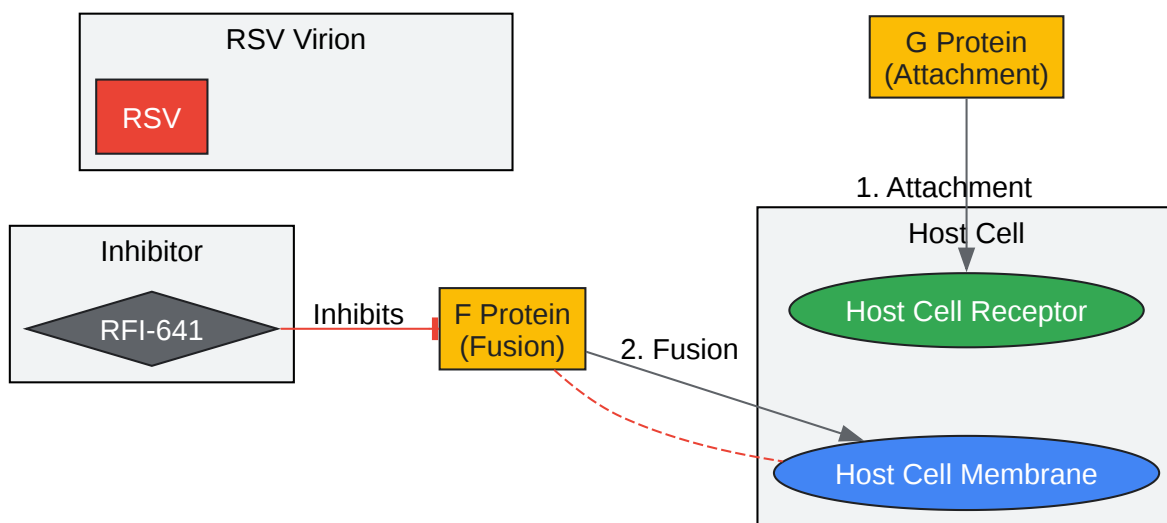 RSV Virion
RSV
G Protein
(Attachment)
1. Attachment
Host Cell
Host Cell Receptor
Inhibitor
RFI-641
Inhibits
F Protein
(Fusion)
2. Fusion
Host Cell Membrane